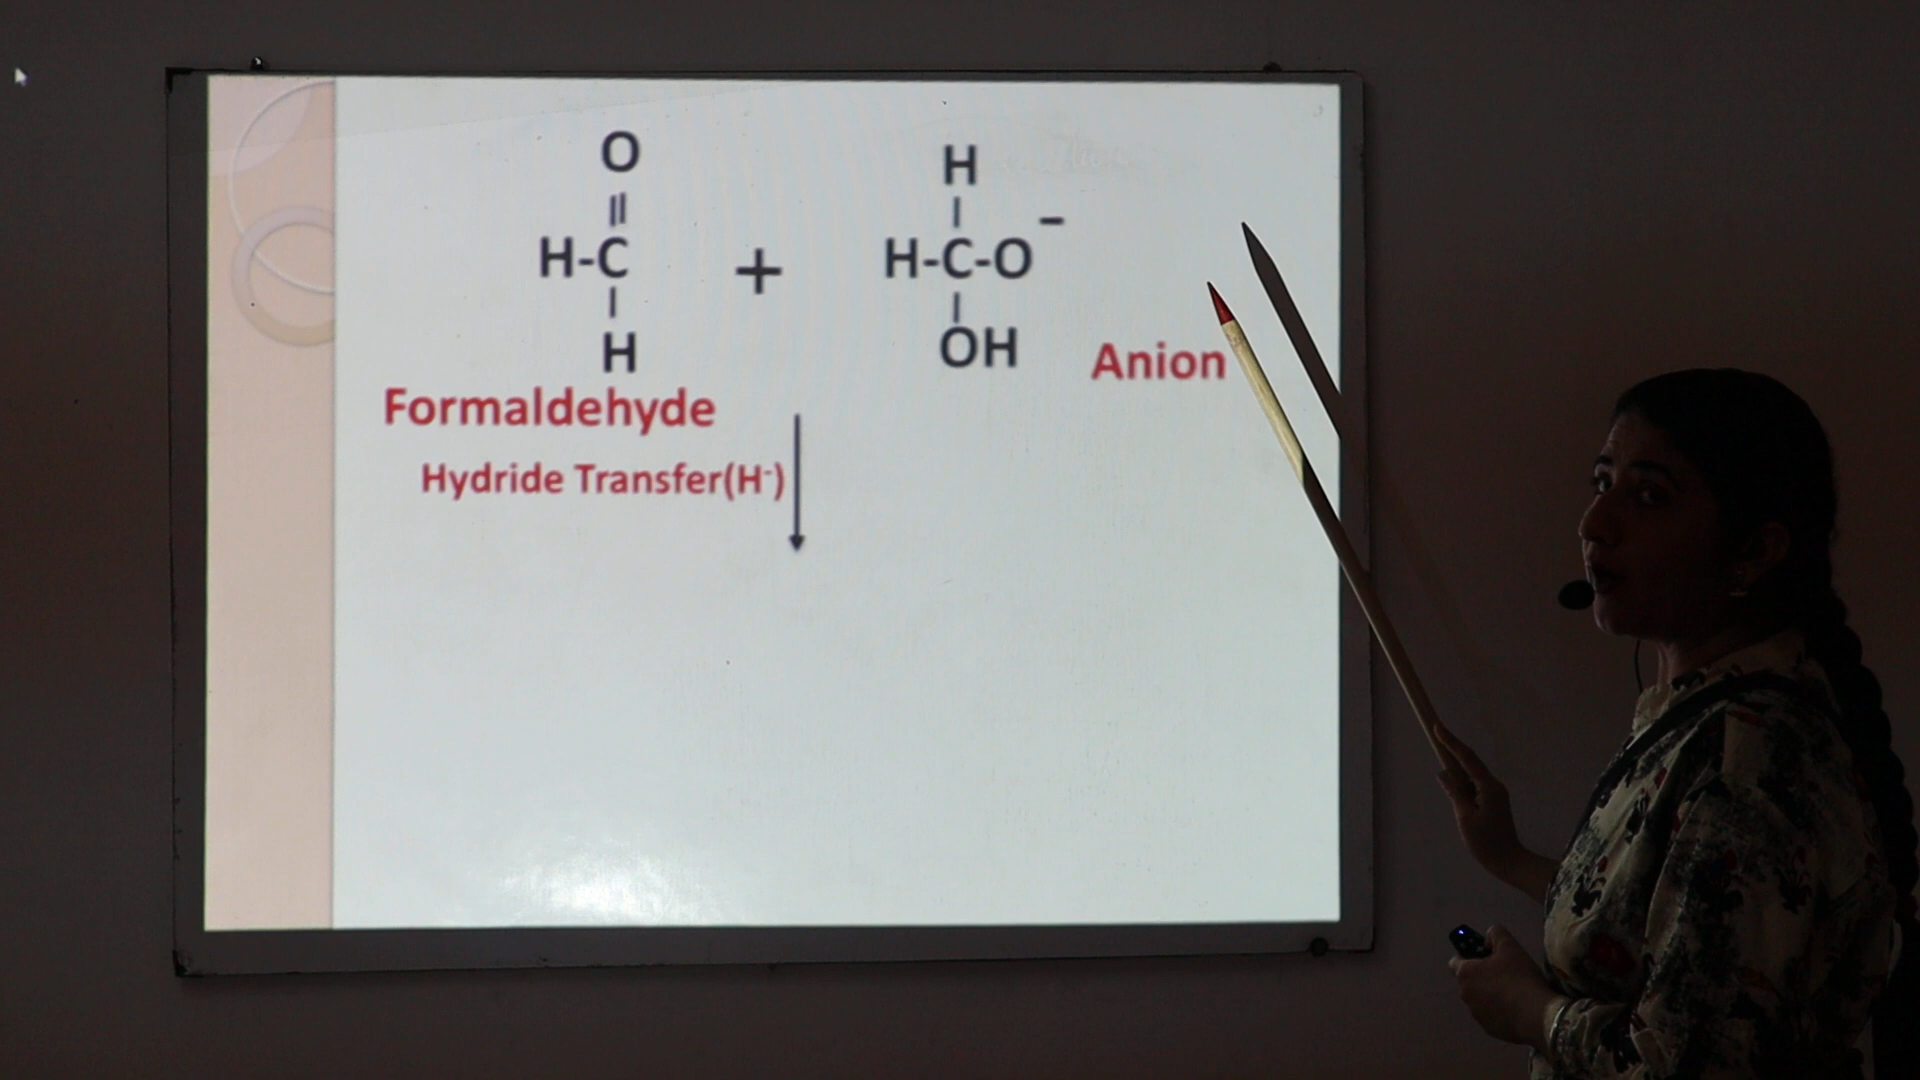 O
H
||
|
−
H-C + H-C-O
|
|
H
OH
Anion
Formaldehyde
Hydride Transfer(H⁻)